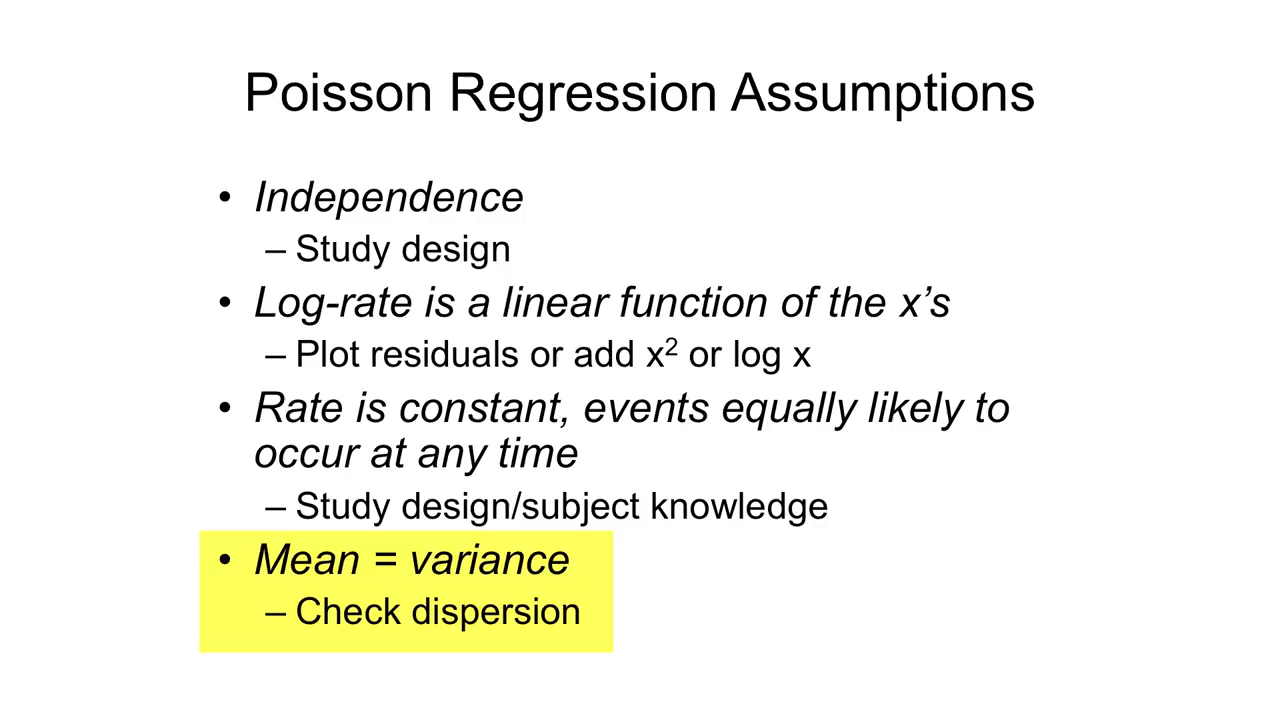 Poisson Regression Assumptions
• Independence
– Study design
• Log-rate is a linear function of the x’s
– Plot residuals or add x² or log x
• Rate is constant, events equally likely to
occur at any time
– Study design/subject knowledge
• Mean = variance
– Check dispersion